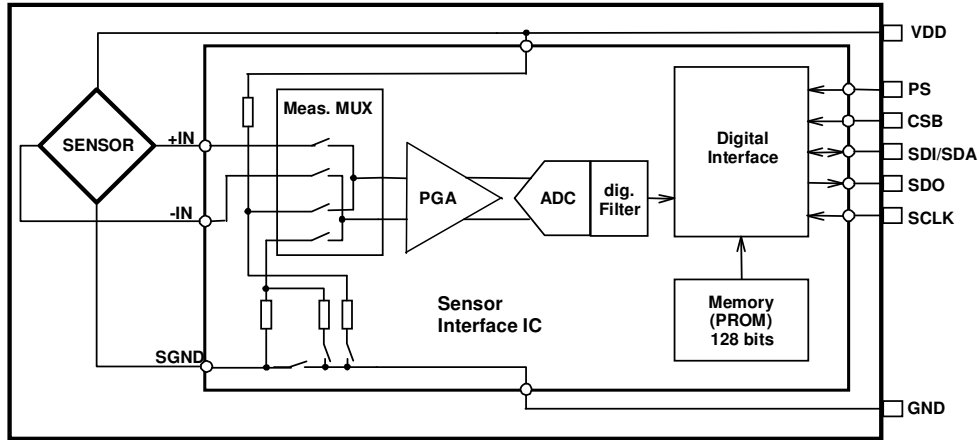 VDD
PS
Meas. MUX
CSB
SENSOR
+IN
Digital
Interface
SDI/SDA
PGA
ADC
dig.
Filter
SDO
-IN
SCLK
Sensor
Interface IC
Memory
(PROM)
128 bits
SGND
GND